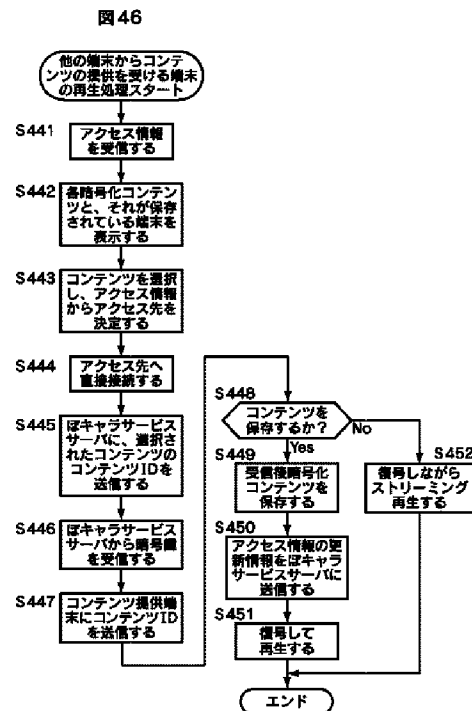 図46
他の端末からコンテ
ンツの提供を受ける端末
の再生処理スタート
S441
アクセス情報
を受信する
S442
各暗号化コンテン
ツと、それが保存
されている端末を
表示する
S443
コンテンツを選択
し、アクセス情報
からアクセス先を
決定する
S444
アクセス先へ
直接接続する
S445
ぽキャラサービス
サーバに、選択され
たコンテンツの
コンテンツIDを
送信する
S446
ぽキャラサービス
サーバから暗号鍵
を受信する
S447
コンテンツ提供端
末にコンテンツID
を送信する
S448
コンテンツを
保存するか?
No
Yes
S449
受信後暗号化
コンテンツを
保存する
S450
アクセス情報の更
新情報をぽキャラ
サービスサーバに
送信する
S451
復号して
再生する
S452
復号しながら
ストリーミング
再生する
エンド